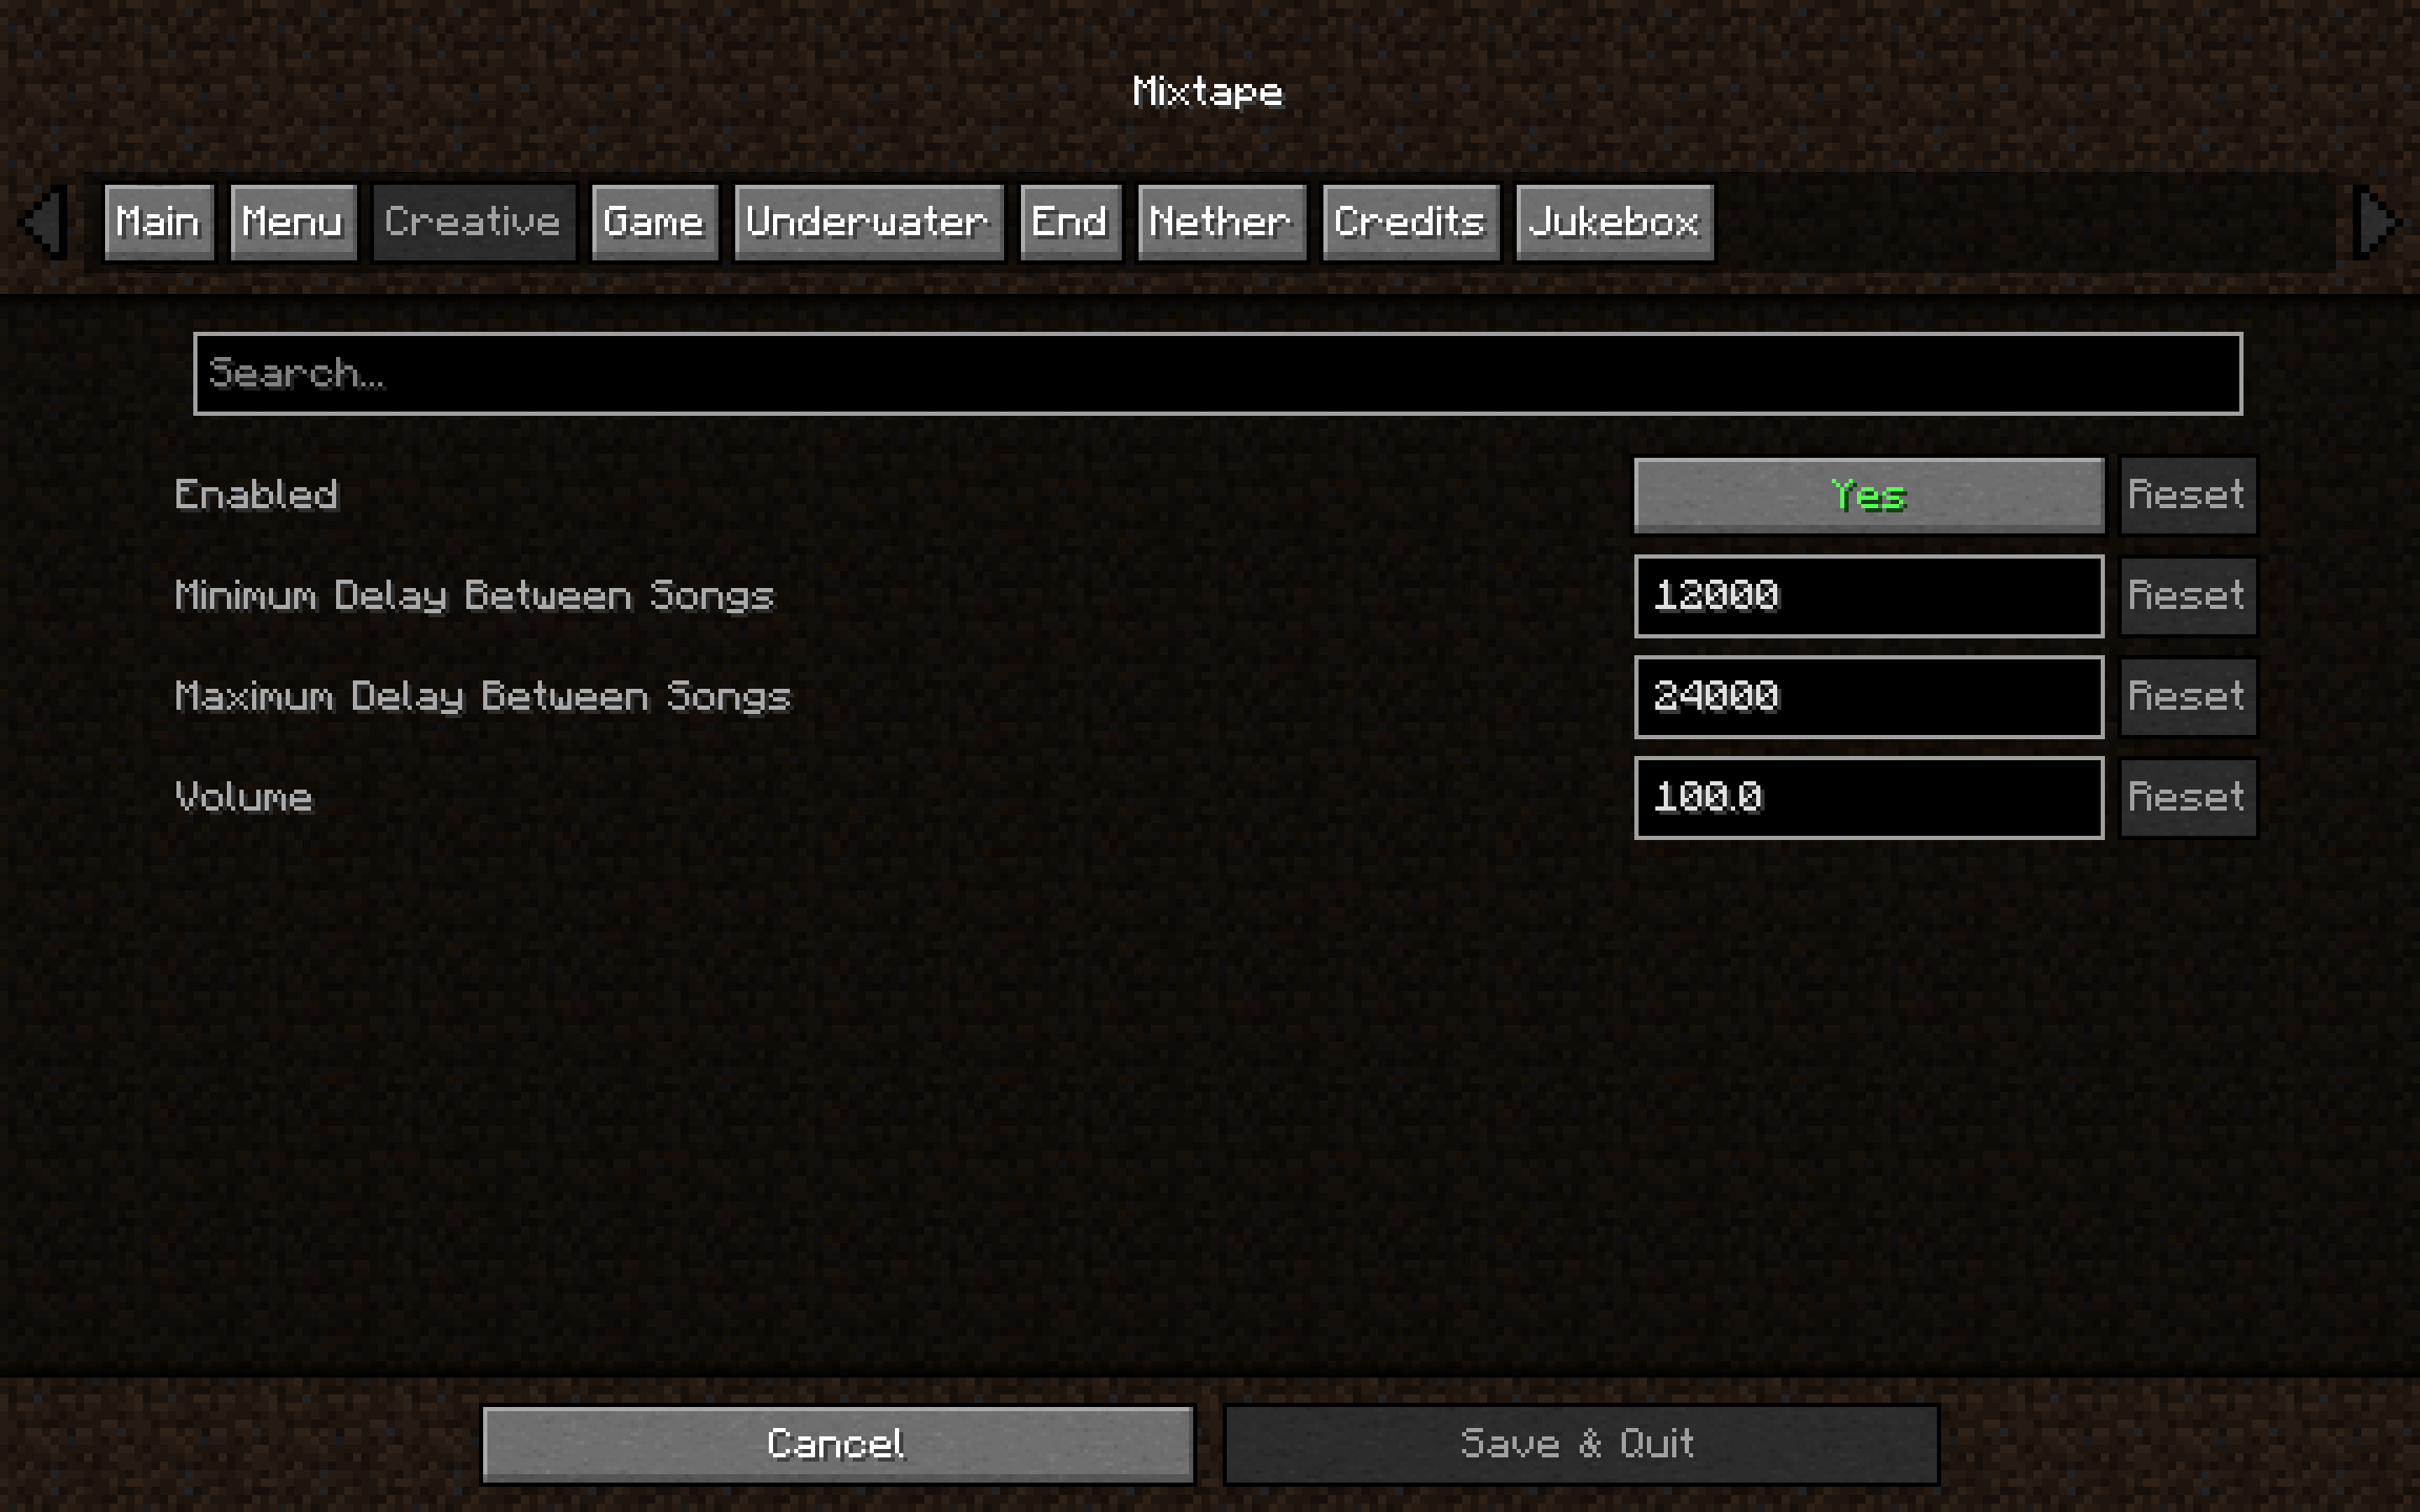 Mixtape
Main Menu Creative Game Underwater End Nether Credits Jukebox
Search...
Enabled Yes Reset
Minimum Delay Between Songs 12000 Reset
Maximum Delay Between Songs 24000 Reset
Volume 100.0 Reset
Cancel Save & Quit